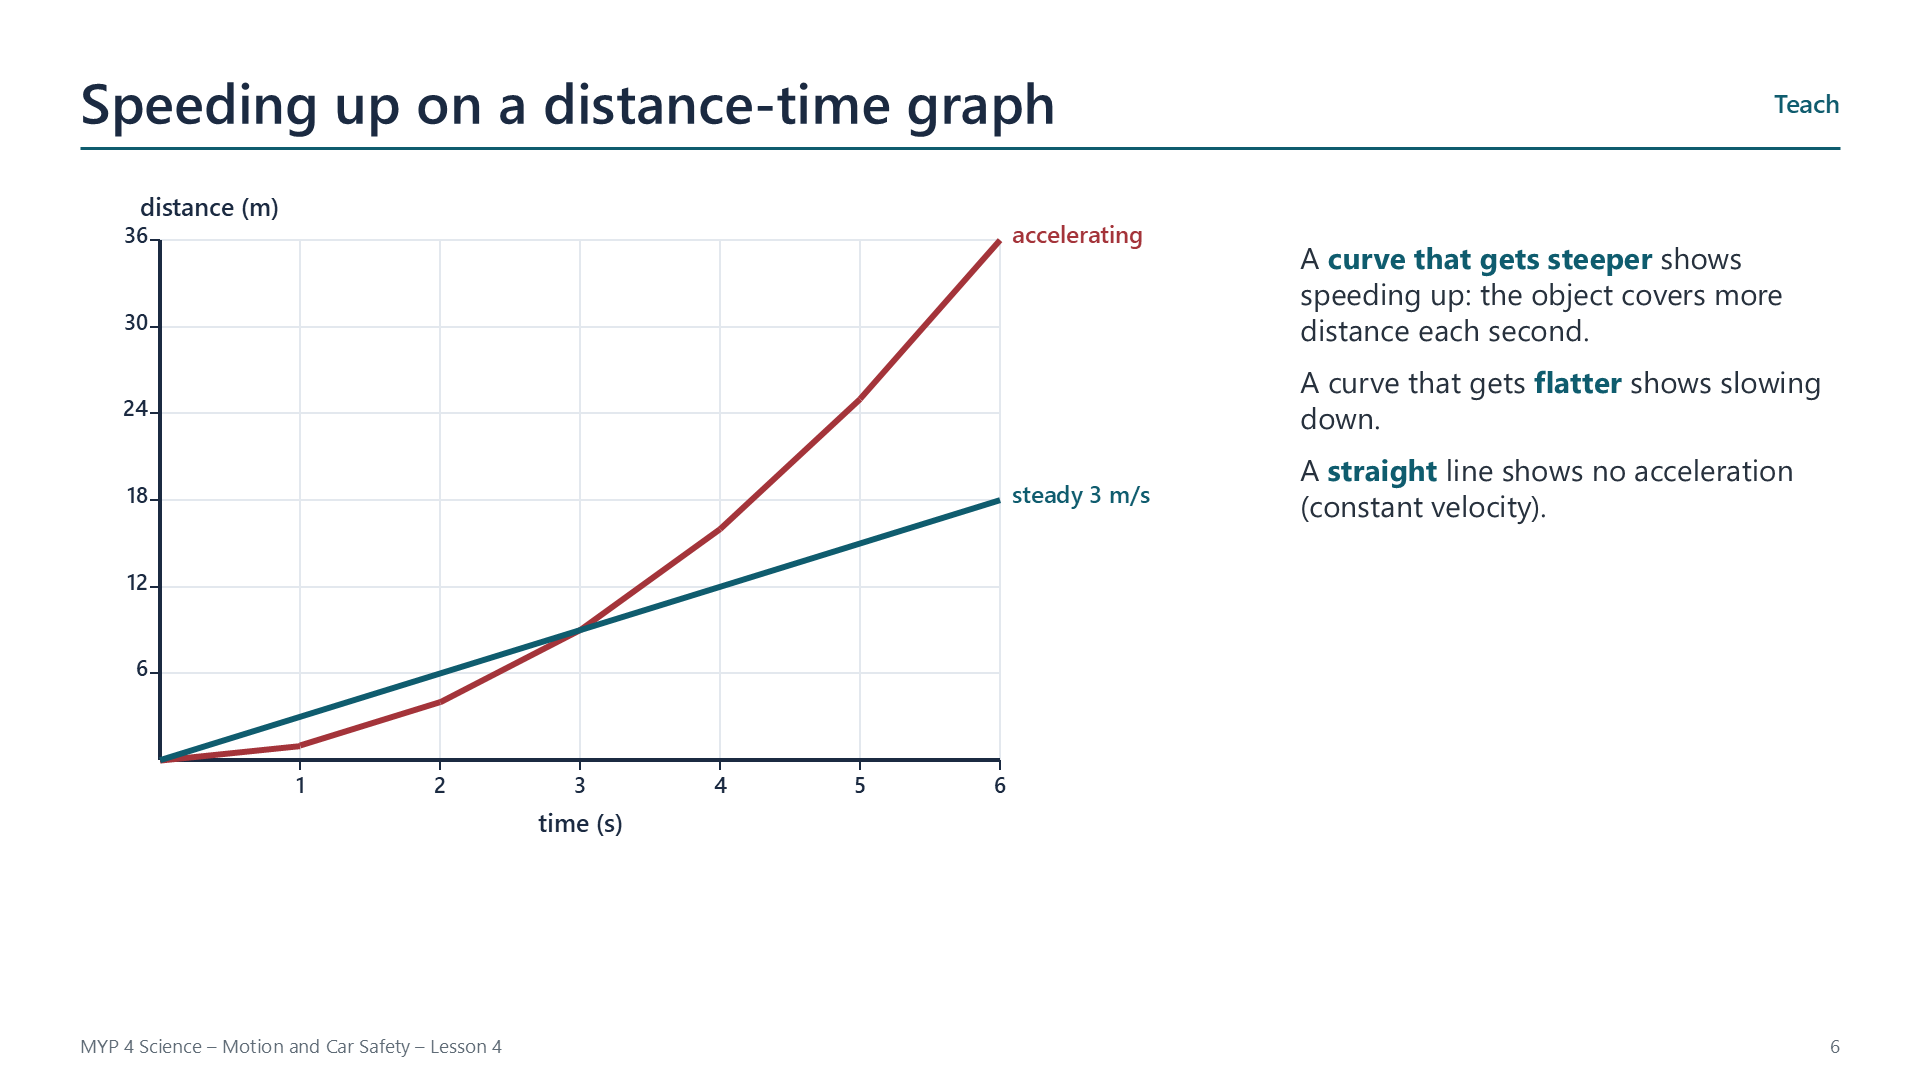 Speeding up on a distance-time graph
Teach
distance (m)
36
30
24
18
12
6
1 2 3 4 5 6
time (s)
accelerating
steady 3 m/s
A curve that gets steeper shows
speeding up: the object covers more
distance each second.
A curve that gets flatter shows slowing
down.
A straight line shows no acceleration
(constant velocity).
MYP 4 Science – Motion and Car Safety – Lesson 4
6